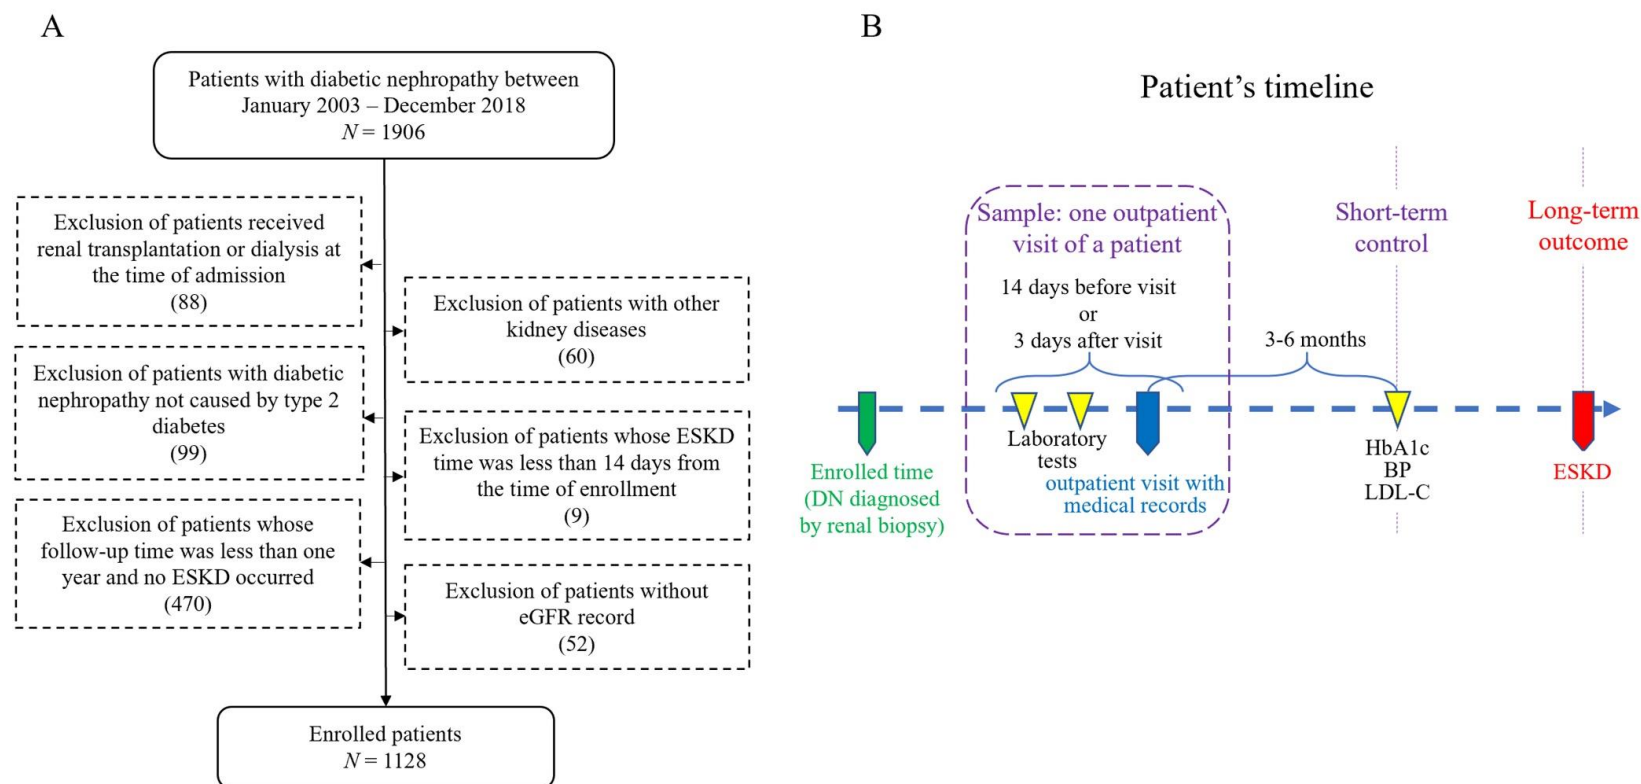 A
Patients with diabetic nephropathy between
January 2003 – December 2018
N = 1906
Exclusion of patients received
renal transplantation or dialysis at
the time of admission
(88)
Exclusion of patients with other
kidney diseases
(60)
Exclusion of patients with diabetic
nephropathy not caused by type 2
diabetes
(99)
Exclusion of patients whose ESKD
time was less than 14 days from
the time of enrollment
(9)
Exclusion of patients whose
follow-up time was less than one
year and no ESKD occurred
(470)
Exclusion of patients without
eGFR record
(52)
Enrolled patients
N = 1128
B
Patient's timeline
Sample: one outpatient
visit of a patient
14 days before visit
or
3 days after visit
Laboratory
tests
outpatient visit with
medical records
Enrolled time
(DN diagnosed
by renal biopsy)
3-6 months
Short-term
control
HbA1c
BP
LDL-C
Long-term
outcome
ESKD